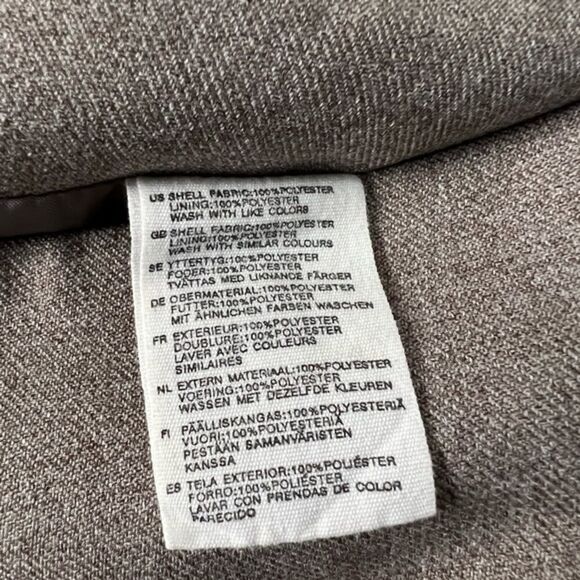 US SHELL FABRIC:100%POLYESTER
LINING:100%POLYESTER
WASH WITH LIKE COLORS
GB SHELL FABRIC:100%POLYESTER
LINING:100%POLYESTER
WASH WITH SIMILAR COLOURS
SE YTTERTYG:100%POLYESTER
FODER:100%POLYESTER
TVÄTTAS MED LIKNANDE FÄRGER
DE OBERMATERIAL:100%POLYESTER
FUTTER:100%POLYESTER
MIT ÄHNLICHEN FARBEN WASCHEN
FR EXTERIEUR:100%POLYESTER
DOUBLURE:100%POLYESTER
LAVER AVEC COULEURS
SIMILAIRES
NL EXTERN MATERIAAL:100%POLYESTER
VOERING:100%POLYESTER
WASSEN MET DEZELFDE KLEUREN
FI PÄÄLLISKANGAS:100%POLYESTERIÄ
VUORI:100%POLYESTERIÄ
PESTÄÄN SAMANVÄRISTEN
KANSSA
ES TELA EXTERIOR:100%POLIÉSTER
FORRO:100%POLIÉSTER
LAVAR CON PRENDAS DE COLOR
PARECIDO